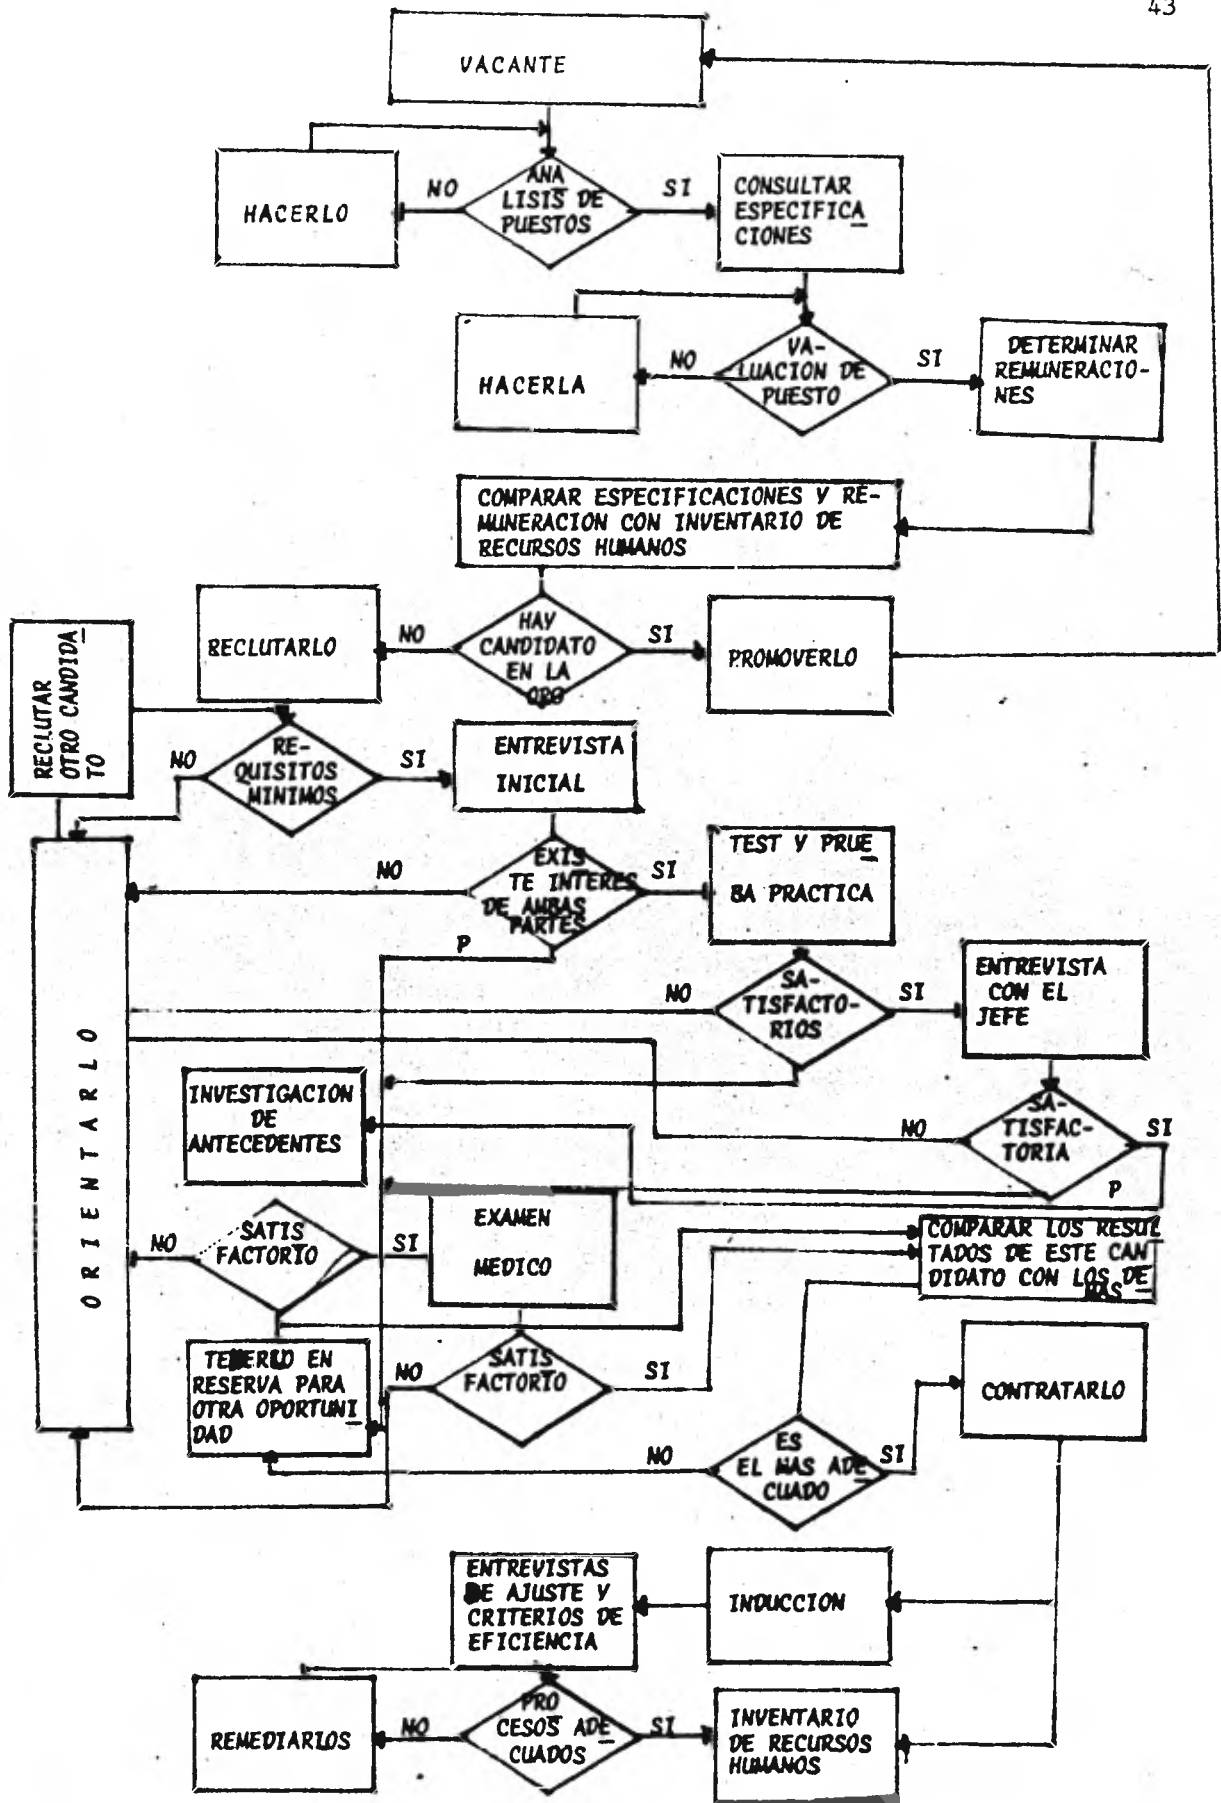 43
VACANTE
HACERLO
NO
ANA
LISIS DE
PUESTOS
SI
CONSULTAR
ESPECIFICA
CIONES
HACERLA
NO
VA-
LUACION DE
PUESTO
SI
DETERMINAR
REMUNERACIO-
NES
COMPARAR ESPECIFICACIONES Y RE-
MUNERACION CON INVENTARIO DE
RECURSOS HUMANOS
RECLUTARLO
NO
HAY
CANDIDATO
EN LA
ORG
SI
PROMOVERLO
RECLUTAR
OTRO CANDIDA
TO
NO
RE-
QUISITOS
MINIMOS
SI
ENTREVISTA
INICIAL
NO
EXIS
TE INTERES
DE AMBAS
PARTES
SI
P
TEST Y PRUE
BA PRACTICA
NO
SA-
TISFACTO-
RIOS
SI
ENTREVISTA
CON EL
JEFE
ORIENTARLO
INVESTIGACION
DE
ANTECEDENTES
NO
SA-
TISFAC-
TORIA
SI
P
NO
SATIS
FACTORIO
SI
EXAMEN
MEDICO
COMPARAR LOS RESUL
TADOS DE ESTE CAN
DIDATO CON LOS DE
MAS
TENERLO EN
RESERVA PARA
OTRA OPORTUNI
DAD
NO
SATIS
FACTORIO
SI
CONTRATARLO
NO
ES
EL MAS ADE
CUADO
SI
ENTREVISTAS
DE AJUSTE Y
CRITERIOS DE
EFICIENCIA
INDUCCION
REMEDIARLOS
NO
PRO
CESOS ADE
CUADOS
SI
INVENTARIO
DE RECURSOS
HUMANOS